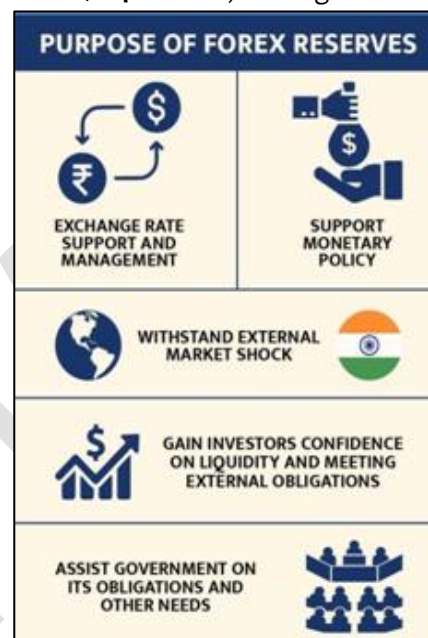 PURPOSE OF FOREX RESERVES
$
₹
EXCHANGE RATE
SUPPORT AND
MANAGEMENT
$
SUPPORT
MONETARY
POLICY
WITHSTAND EXTERNAL
MARKET SHOCK
$
GAIN INVESTORS CONFIDENCE
ON LIQUIDITY AND MEETING
EXTERNAL OBLIGATIONS
ASSIST GOVERNMENT ON
ITS OBLIGATIONS AND
OTHER NEEDS